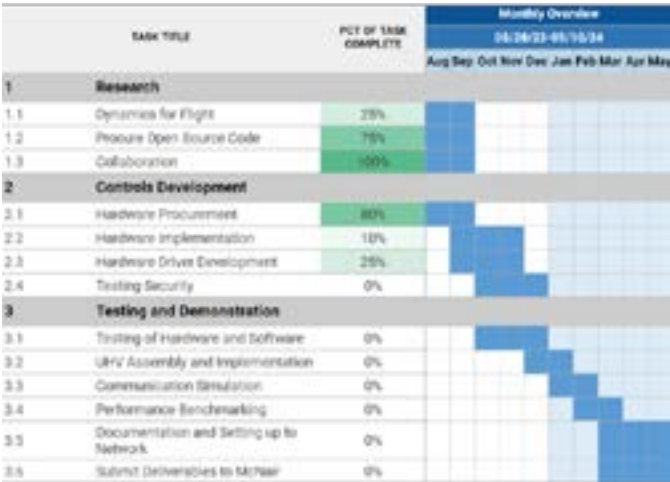 Monthly Overview
TASK TITLE
PCT OF TASK
COMPLETE
Aug Sep Oct Nov Dec Jan Feb Mar Apr May
1 Research
1.1 Dynamics for Flight 25%
1.2 Procure Open Source Code 75%
1.3 Collaboration 100%
2 Controls Development
2.1 Hardware Procurement 80%
2.2 Hardware Implementation 10%
2.3 Hardware Driver Development 25%
2.4 Testing Security 0%
3 Testing and Demonstration
3.1 Testing of Hardware and Software 0%
3.2 UHV Assembly and Implementation 0%
3.3 Communication Simulation 0%
3.4 Performance Benchmarking 0%
3.5 Documentation and Setting up to
Network 0%
3.6 Submit Deliverables to McNair 0%